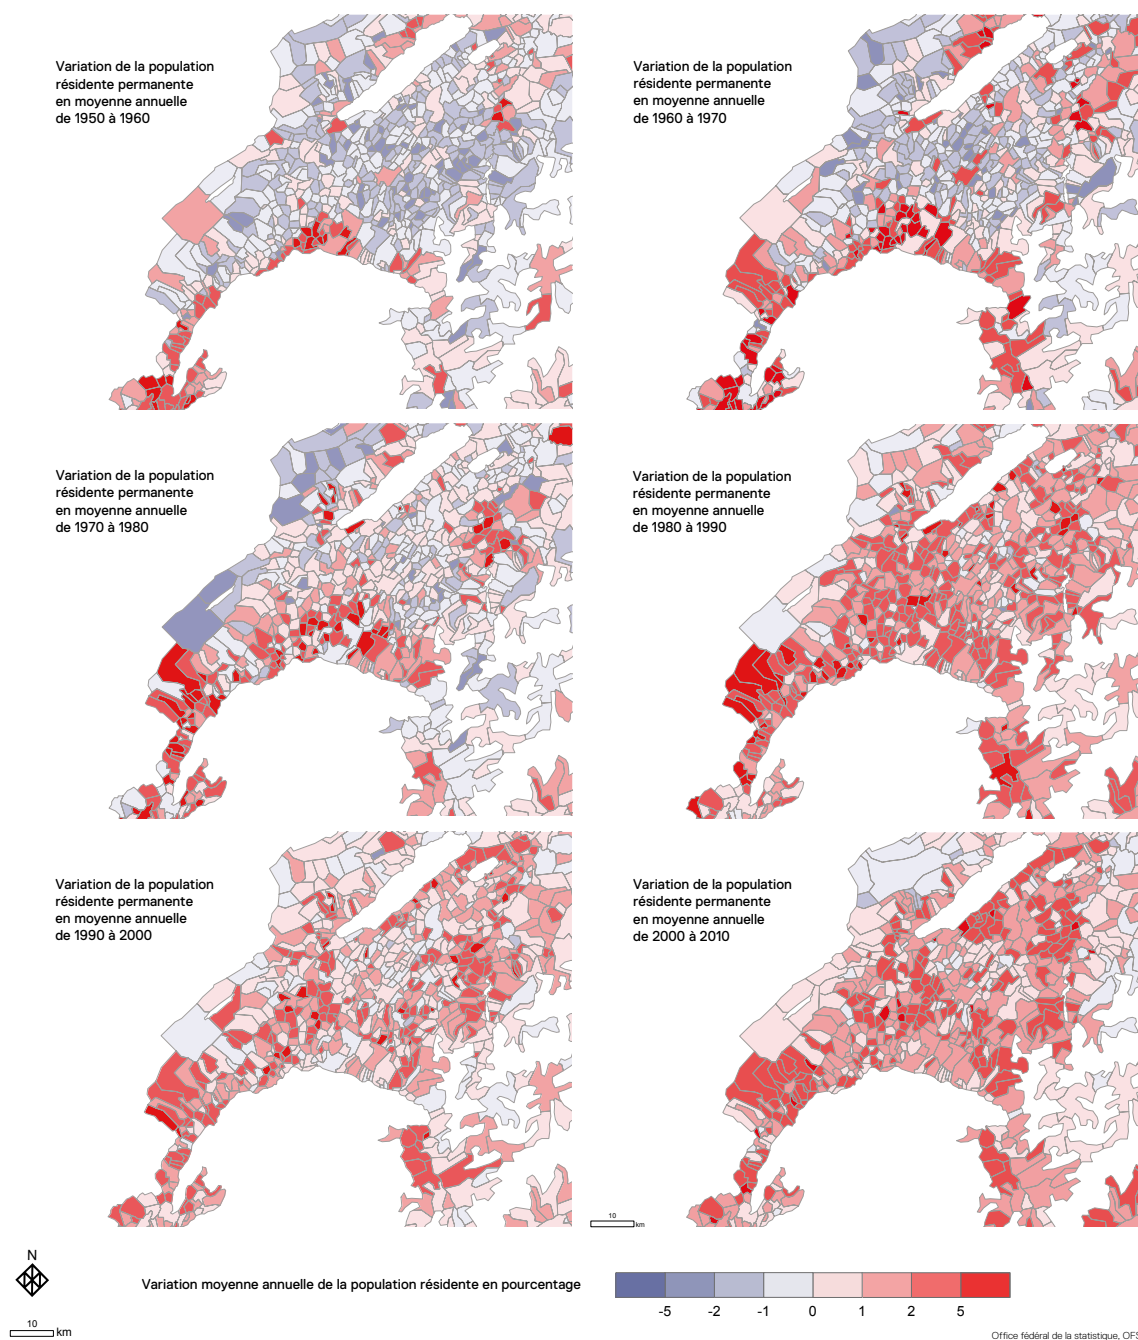 Variation de la population
résidente permanente
en moyenne annuelle
de 1950 à 1960
Variation de la population
résidente permanente
en moyenne annuelle
de 1960 à 1970
Variation de la population
résidente permanente
en moyenne annuelle
de 1970 à 1980
Variation de la population
résidente permanente
en moyenne annuelle
de 1980 à 1990
Variation de la population
résidente permanente
en moyenne annuelle
de 1990 à 2000
Variation de la population
résidente permanente
en moyenne annuelle
de 2000 à 2010
10
km
N
Variation moyenne annuelle de la population résidente en pourcentage
-5 -2 -1 0 1 2 5
10
km
Office fédéral de la statistique, OFS